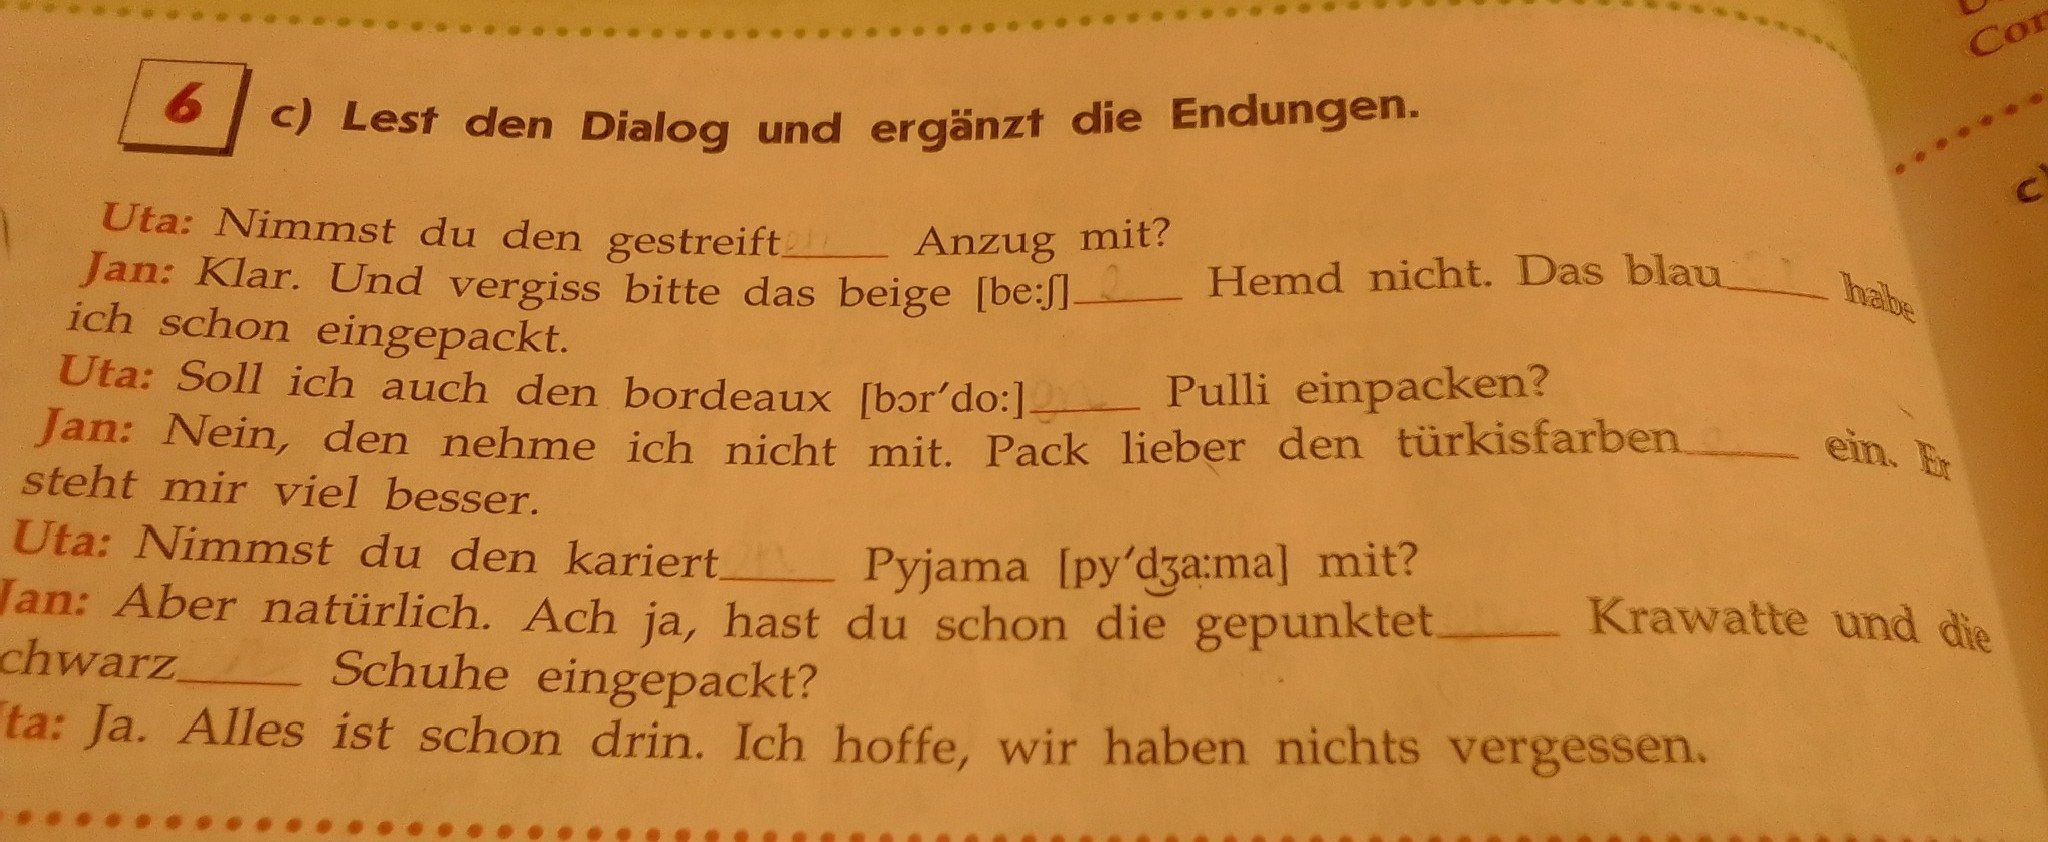 6 c) Lest den Dialog und ergänzt die Endungen.
Uta: Nimmst du den gestreift____ Anzug mit?
Jan: Klar. Und vergiss bitte das beige [be:ʃ]____ Hemd nicht. Das blau____ habe
ich schon eingepackt.
Uta: Soll ich auch den bordeaux [bɔr′do:]____ Pulli einpacken?
Jan: Nein, den nehme ich nicht mit. Pack lieber den türkisfarben____ ein. Er
steht mir viel besser.
Uta: Nimmst du den kariert____ Pyjama [py′dʒa:ma] mit?
Jan: Aber natürlich. Ach ja, hast du schon die gepunktet____ Krawatte und die
chwarz____ Schuhe eingepackt?
ta: Ja. Alles ist schon drin. Ich hoffe, wir haben nichts vergessen.